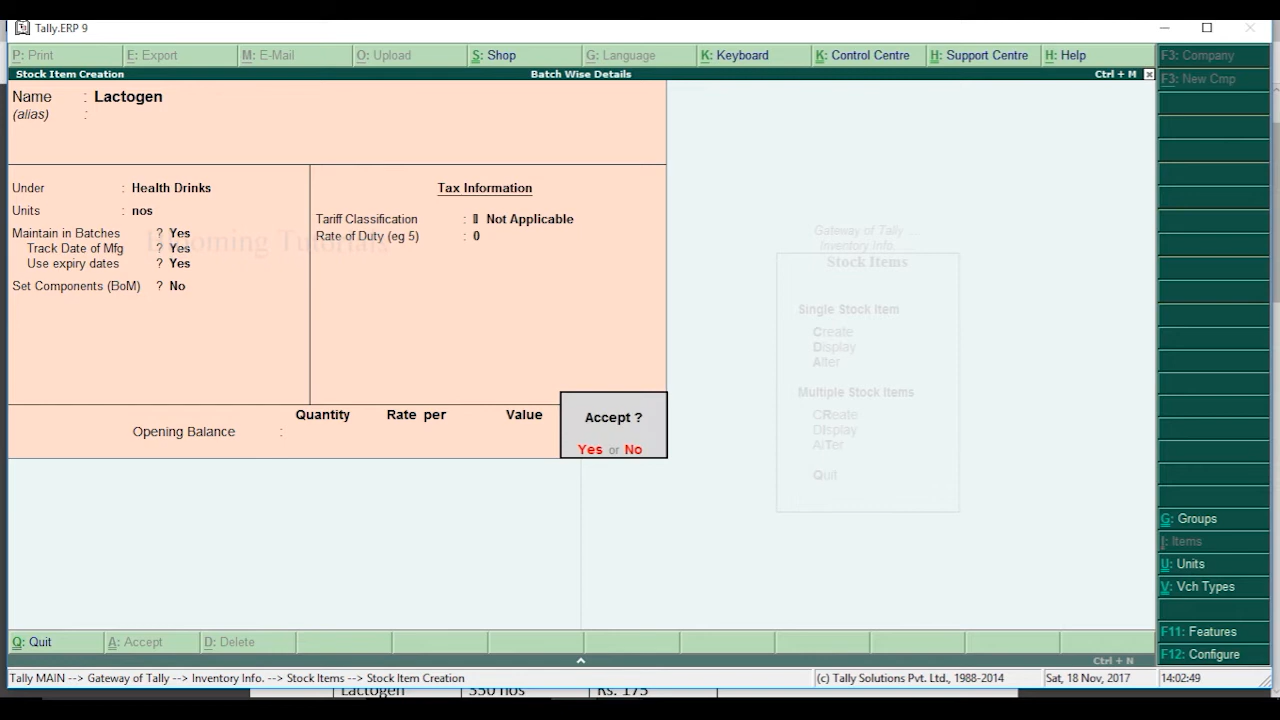 Tally.ERP 9
P: Print E: Export M: E-Mail O: Upload S: Shop G: Language K: Keyboard K: Control Centre H: Support Centre H: Help
F3: Company
Stock Item Creation Batch Wise Details Ctrl + M
F3: New Cmp
Name : Lactogen
(alias) :
Under : Health Drinks
Units : nos
Maintain in Batches ? Yes
Track Date of Mfg ? Yes
Use expiry dates ? Yes
Set Components (BoM) ? No
Tax Information
Tariff Classification : Not Applicable
Rate of Duty (eg 5) : 0
Tutorials
Gateway of Tally ...
Inventory Info......
Stock Items
Single Stock Item
Create
Display
Alter
Multiple Stock Items
CReate
DIsplay
AlTer
Quit
Quantity Rate per Value
Opening Balance :
Accept ?
Yes or No
G: Groups
I: Items
U: Units
V: Vch Types
F11: Features
F12: Configure
Q: Quit A: Accept D: Delete
Ctrl + N
Tally MAIN --> Gateway of Tally --> Inventory Info. --> Stock Items --> Stock Item Creation (c) Tally Solutions Pvt. Ltd., 1988-2014 Sat, 18 Nov, 2017 14:02:49
Lactogen 350 nos Rs. 175